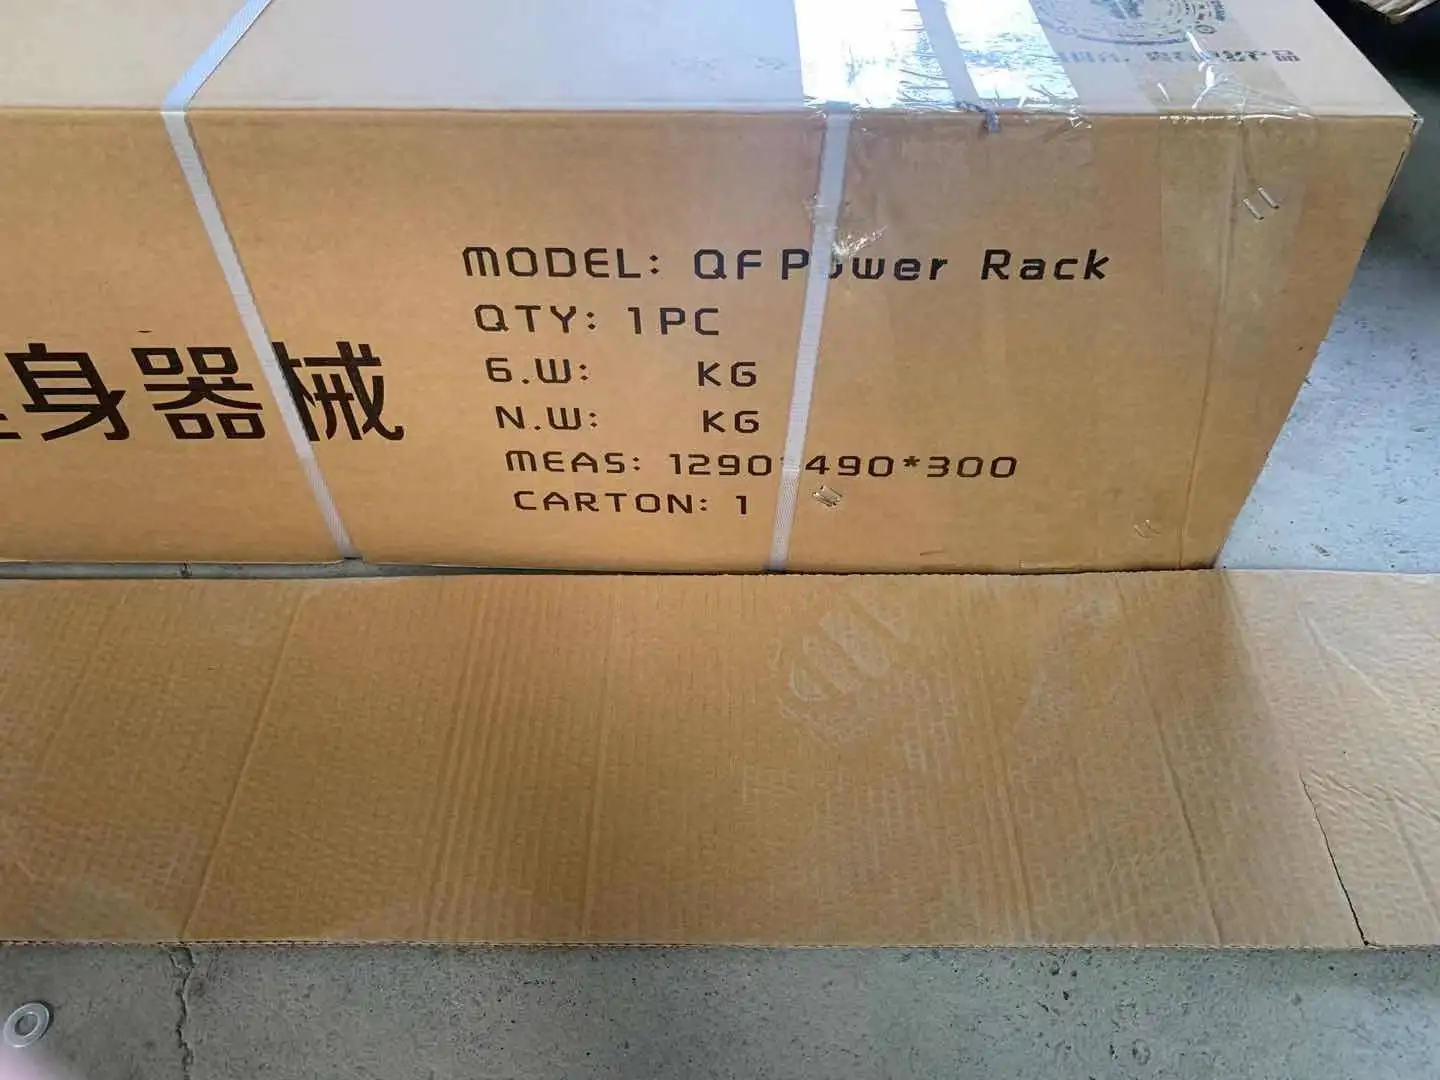 身器械
MODEL: QF Power Rack
QTY: 1PC
G.W: KG
N.W: KG
MEAS: 1290*490*300
CARTON: 1